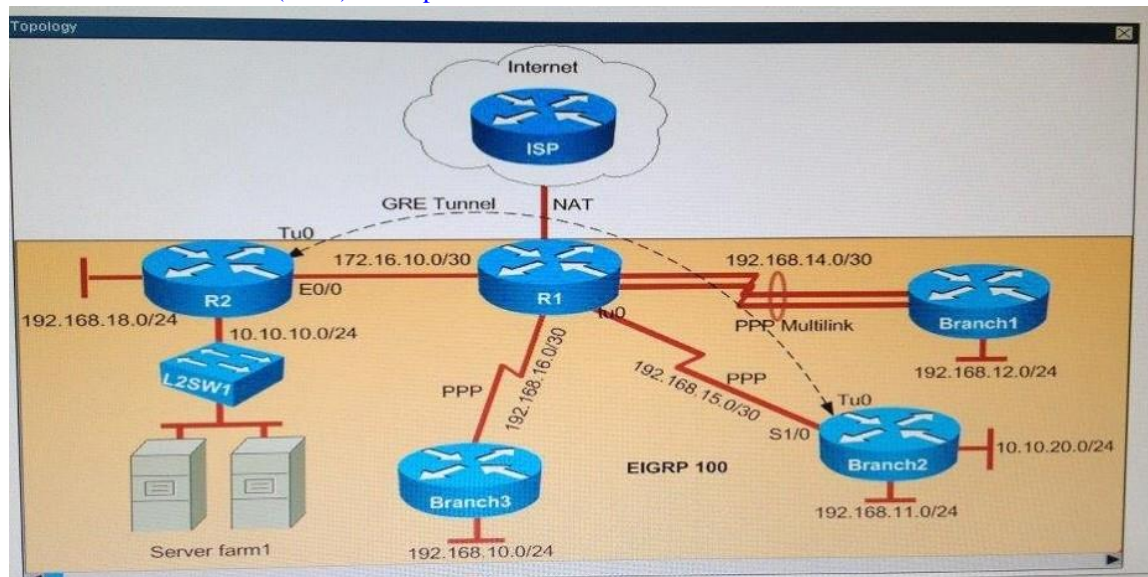 Topology
Internet
ISP
GRE Tunnel
NAT
Tu0
172.16.10.0/30
192.168.14.0/30
R2
E0/0
R1
Tu0
PPP Multilink
Branch1
192.168.18.0/24
10.10.10.0/24
192.168.12.0/24
L2SW1
PPP
192.168.16.0/30
PPP
192.168.15.0/30
Tu0
S1/0
10.10.20.0/24
EIGRP 100
Branch2
Branch3
192.168.11.0/24
Server farm1
192.168.10.0/24